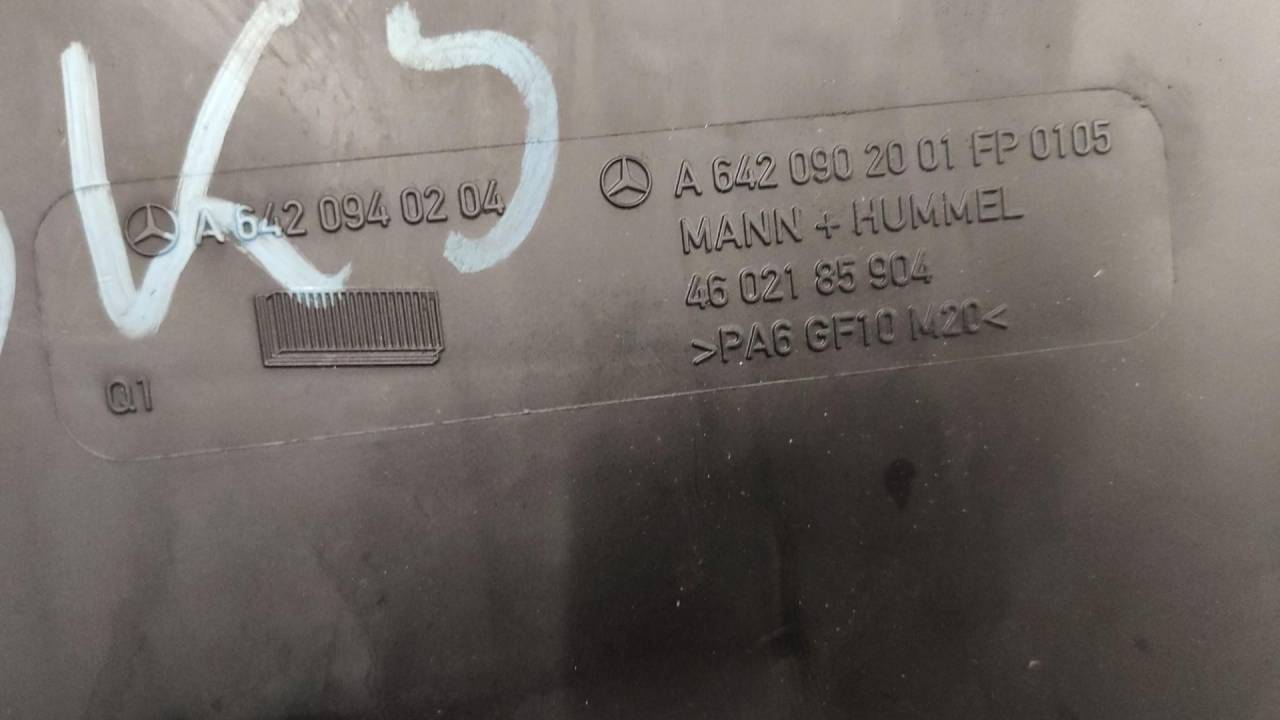 A 642 094 02 04
Q1
A 642 090 20 01 FP 0105
MANN + HUMMEL
46 021 85 904
>PA6 GF10 M20<